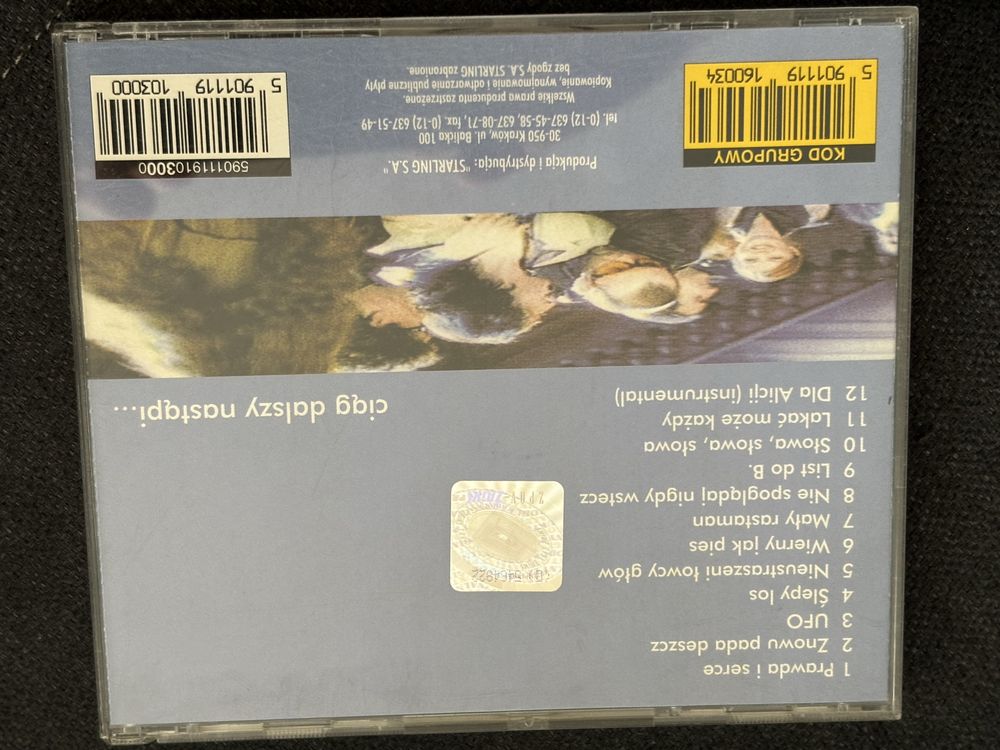 1 Prawda i serce
2 Znowu pada deszcz
3 UFO
4 Ślepy los
5 Nieustraszeni łowcy głów
6 Wierny jak pies
7 Mały rastaman
8 Nie spoglądaj nigdy wstecz
9 List do B.
10 Słowa, słowa, słowa
11 Łakać może każdy
12 Dla Alicji (instrumental)
ciąg dalszy nastąpi...
KOD GRUPOWY
5 901119 160034
Produkcja i dystrybucja: "STARLING S.A"
30-950 Kraków, ul. Balicka 100
tel. (0-12) 637-45-58, 637-08-71, fax (0-12) 637-51-49
Wszelkie prawa producenta zastrzeżone.
Kopiowanie, wynajmowanie i odtwarzanie publiczne płyty
bez zgody S.A. STARLING zabronione.
5901119103000
5 901119 103000